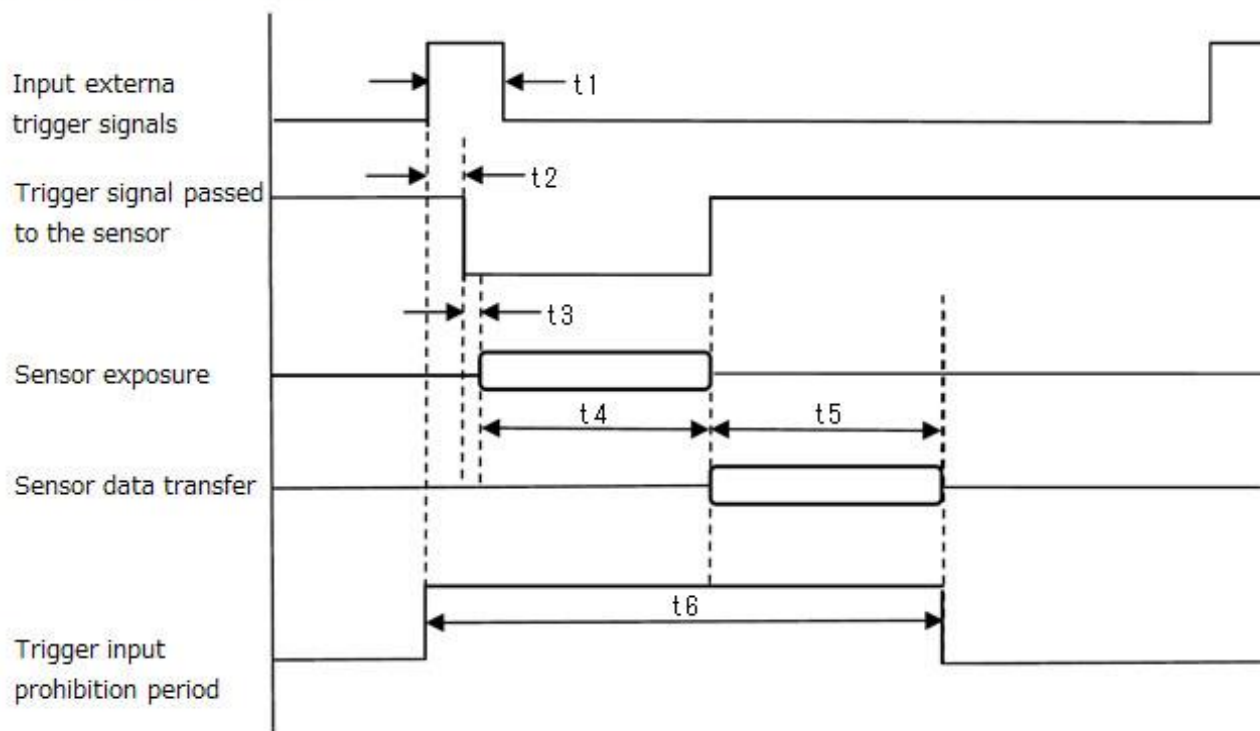 Input externa
trigger signals
t1
Trigger signal passed
to the sensor
t2
t3
Sensor exposure
t4
t5
Sensor data transfer
t6
Trigger input
prohibition period